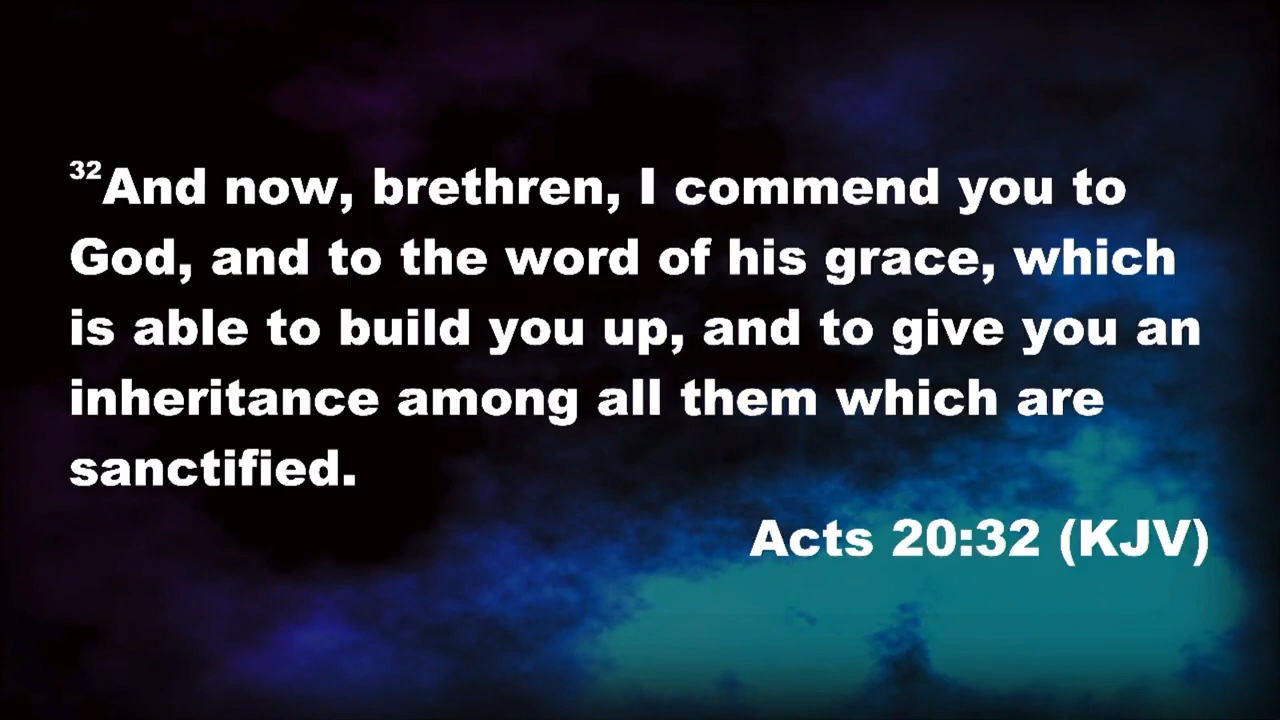 32And now, brethren, I commend you to
God, and to the word of his grace, which
is able to build you up, and to give you an
inheritance among all them which are
sanctified.
Acts 20:32 (KJV)